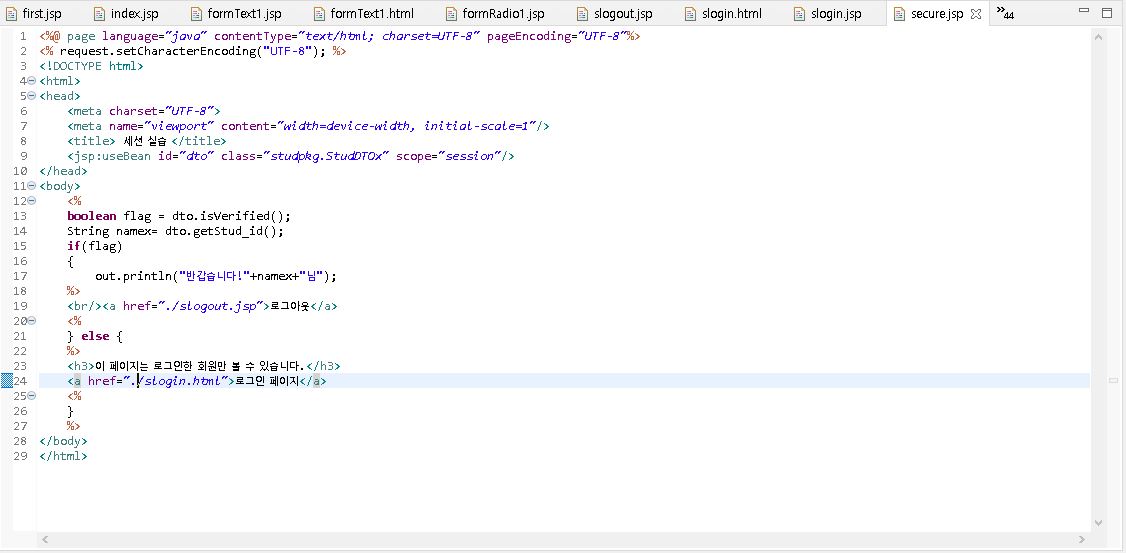 first.jsp index.jsp formText1.jsp formText1.html formRadio1.jsp slogout.jsp slogin.html slogin.jsp secure.jsp »44
1 <%@ page language="java" contentType="text/html; charset=UTF-8" pageEncoding="UTF-8"%>
2 <% request.setCharacterEncoding("UTF-8"); %>
3 <!DOCTYPE html>
4 <html>
5 <head>
6 <meta charset="UTF-8">
7 <meta name="viewport" content="width=device-width, initial-scale=1"/>
8 <title> 세션 실습 </title>
9 <jsp:useBean id="dto" class="studpkg.StudDTOx" scope="session"/>
10 </head>
11 <body>
12 <%
13 boolean flag = dto.isVerified();
14 String namex= dto.getStud_id();
15 if(flag)
16 {
17 out.println("반갑습니다!"+namex+"님");
18 %>
19 <br/><a href="./slogout.jsp">로그아웃</a>
20 <%
21 } else {
22 %>
23 <h3>이 페이지는 로그인한 회원만 볼 수 있습니다.</h3>
24 <a href="./slogin.html">로그인 페이지</a>
25 <%
26 }
27 %>
28 </body>
29 </html>